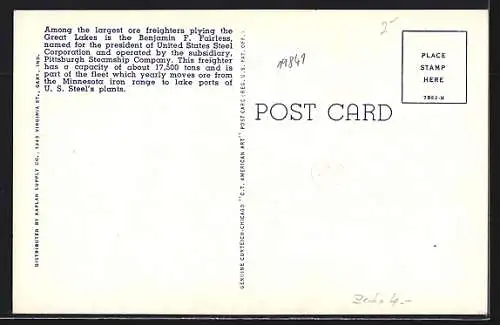 Among the largest ore freighters plying the
Great Lakes is the Benjamin F. Fairless,
named for the president of United States Steel
Corporation and operated by the subsidiary,
Pittsburgh Steamship Company. This freighter
has a capacity of about 17,500 tons and is
part of the fleet which yearly moves ore from
the Minnesota iron range to lake ports of
U. S. Steel's plants.
DISTRIBUTED BY KAPLAN SUPPLY CO., 1645 VIRGINIA ST., GARY, IND.
GENUINE CURTEICH-CHICAGO "C.T. AMERICAN ART" POST CARD (REG. U.S. PAT. OFF.)
2-
19841
POST CARD
PLACE
STAMP
HERE